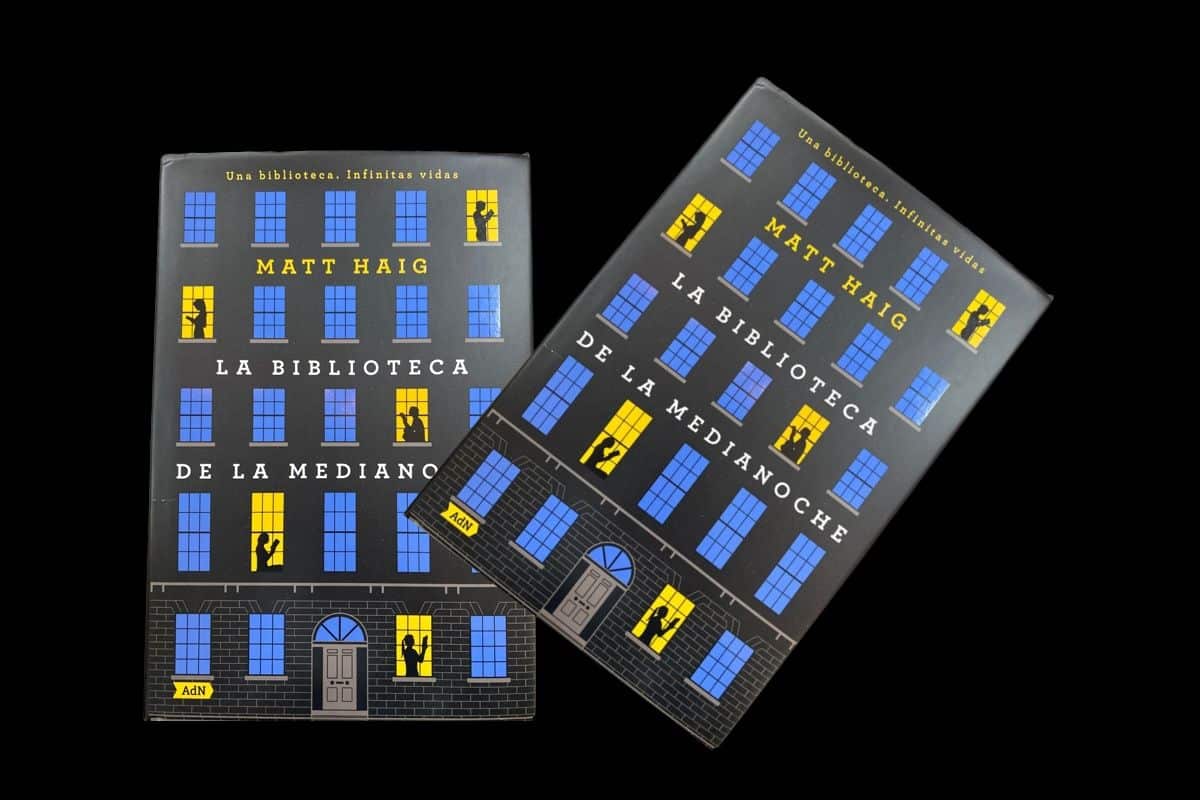 Una biblioteca. Infinitas vidas
MATT HAIG
LA BIBLIOTECA
DE LA MEDIANO
AdN
Una biblioteca. Infinitas vidas
MATT HAIG
LA BIBLIOTECA
DE LA MEDIANOCHE
AdN